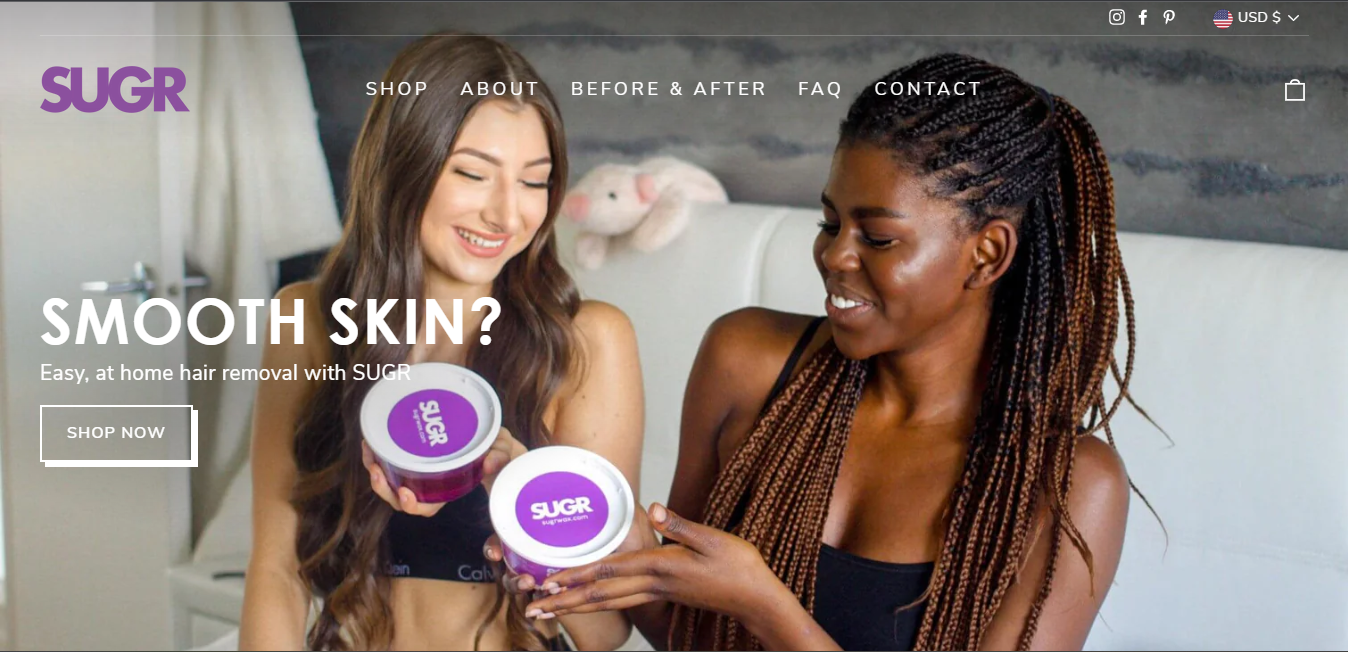 USD $
SUGR
SHOP ABOUT BEFORE & AFTER FAQ CONTACT
SMOOTH SKIN?
Easy, at home hair removal with SUGR
SHOP NOW
SUGR
sugrwax.com
SUGR
sugrwax.com